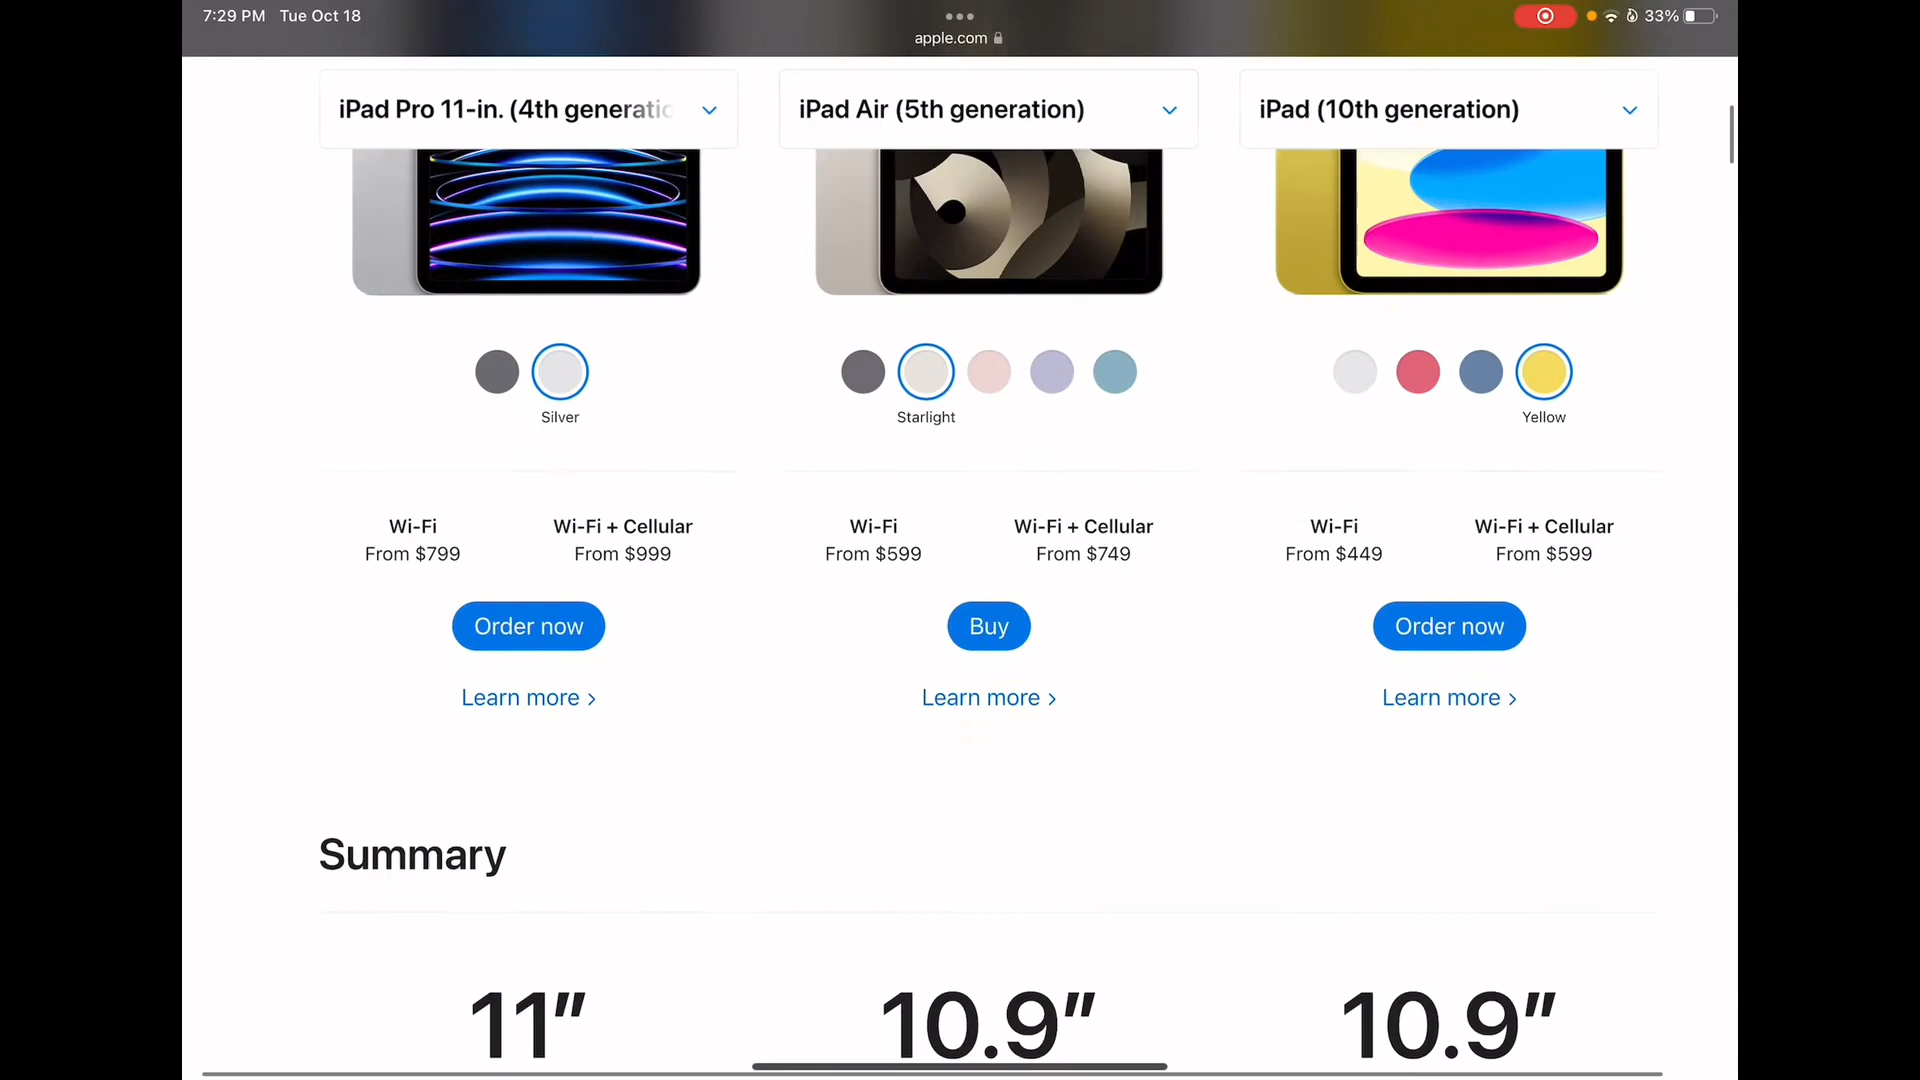 7:29 PM Tue Oct 18
apple.com
33%
iPad Pro 11-in. (4th generatio
iPad Air (5th generation)
iPad (10th generation)
Silver
Starlight
Yellow
Wi-Fi
From $799
Wi-Fi + Cellular
From $999
Wi-Fi
From $599
Wi-Fi + Cellular
From $749
Wi-Fi
From $449
Wi-Fi + Cellular
From $599
Order now
Buy
Order now
Learn more >
Learn more >
Learn more >
Summary
11″
10.9″
10.9″